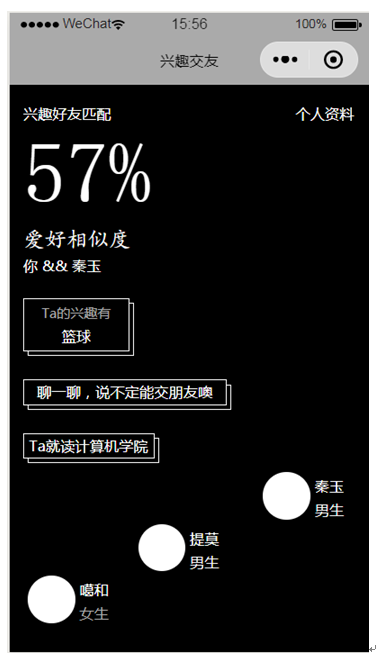 WeChat 15:56 100%
兴趣交友
兴趣好友匹配 个人资料
57%
爱好相似度
你 && 秦玉
Ta的兴趣有
篮球
聊一聊，说不定能交朋友噢
Ta就读计算机学院
秦玉
男生
提莫
男生
噫和
女生